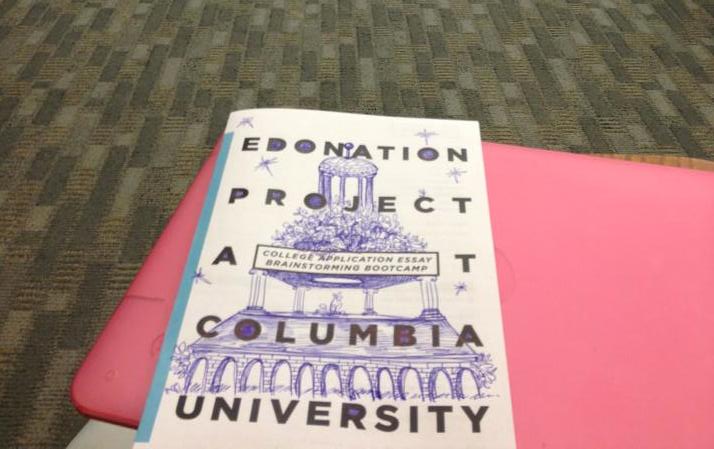 EDONATION
PROJECT
A T
COLLEGE APPLICATION ESSAY
BRAINSTORMING BOOTCAMP
COLUMBIA
UNIVERSITY